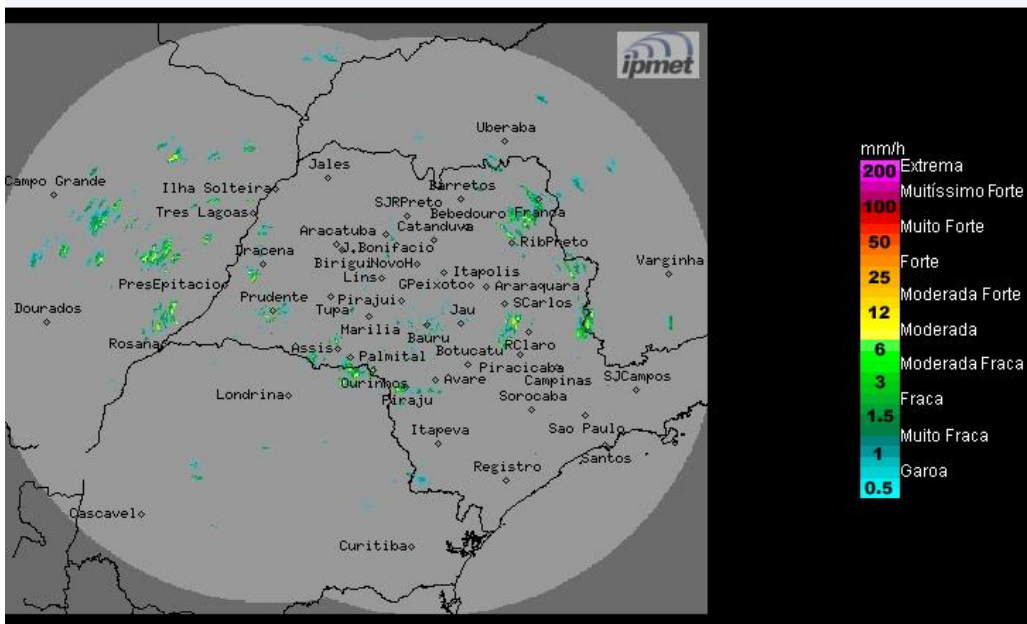 ipmet
Uberaba
Jales
Campo Grande
Ilha Solteira
Barretos
SJRPreto
Tres Lagoas
Bebedouro
Franca
Catanduva
Aracatuba
RibPreto
J.Bonifacio
Dracena
Birigui
NovoH
Itapolis
Varginha
Lins
PresEpitacio
GPeixoto
Araraquara
Prudente
Pirajui
SCarlos
Dourados
Tupa
Jau
Marilia
Bauru
Rosana
Assis
Botucatu
RClaro
Palmital
Piracicaba
Ourinhos
Avare
Campinas
SJCampos
Londrina
Piraju
Sorocaba
Itapeva
Sao Paulo
Registro
Santos
Cascavel
Curitiba
mm/h
200 Extrema
Muitíssimo Forte
100
Muito Forte
50
Forte
25
Moderada Forte
12
Moderada
6
Moderada Fraca
3
Fraca
1.5
Muito Fraca
1
Garoa
0.5